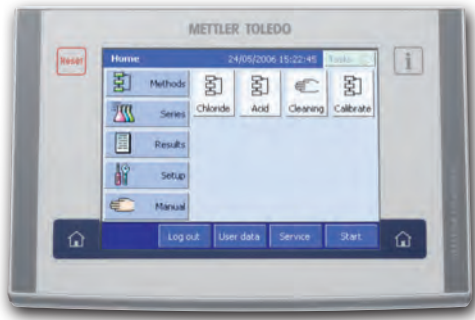 METTLER TOLEDO
Reset
Home 24/05/2006 15:22:45 Tasks
i
Methods
Series
Results
Setup
Manual
Chloride Acid Cleaning Calibrate
Log out User data Service Start